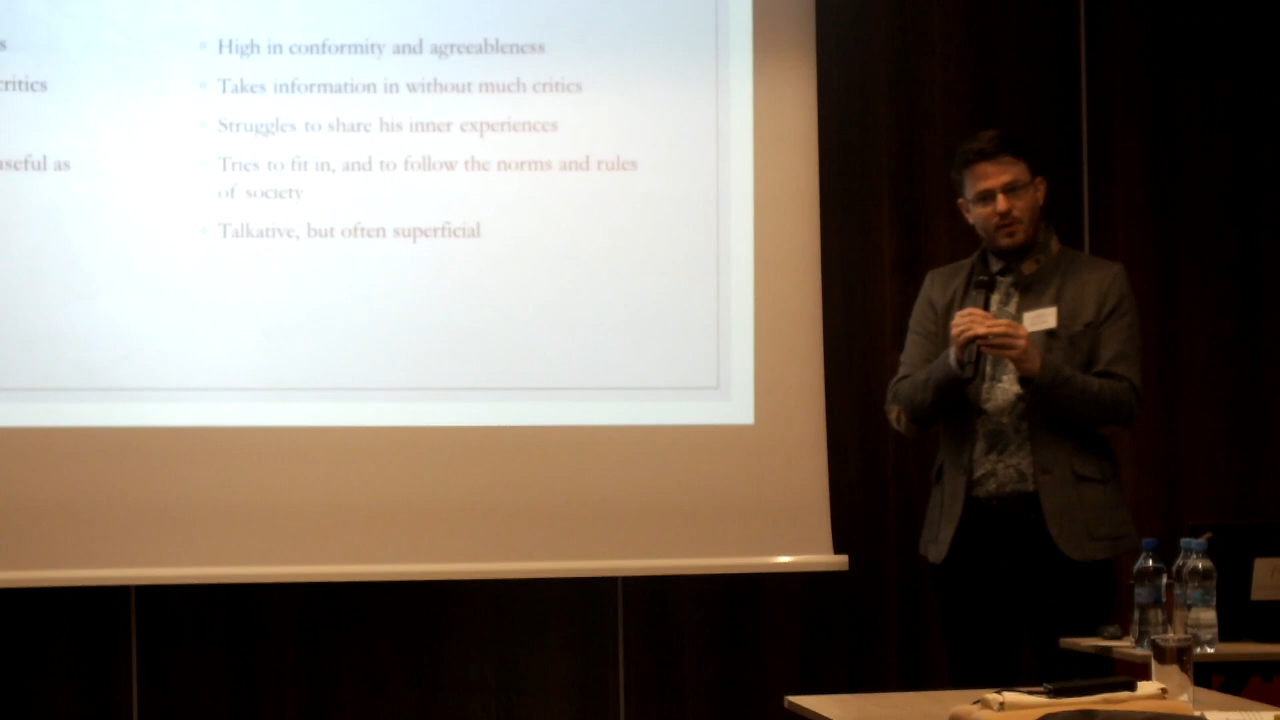 s
critics
useful as
High in conformity and agreeableness
Takes information in without much critics
Struggles to share his inner experiences
Tries to fit in, and to follow the norms and rules
of society
Talkative, but often superficial